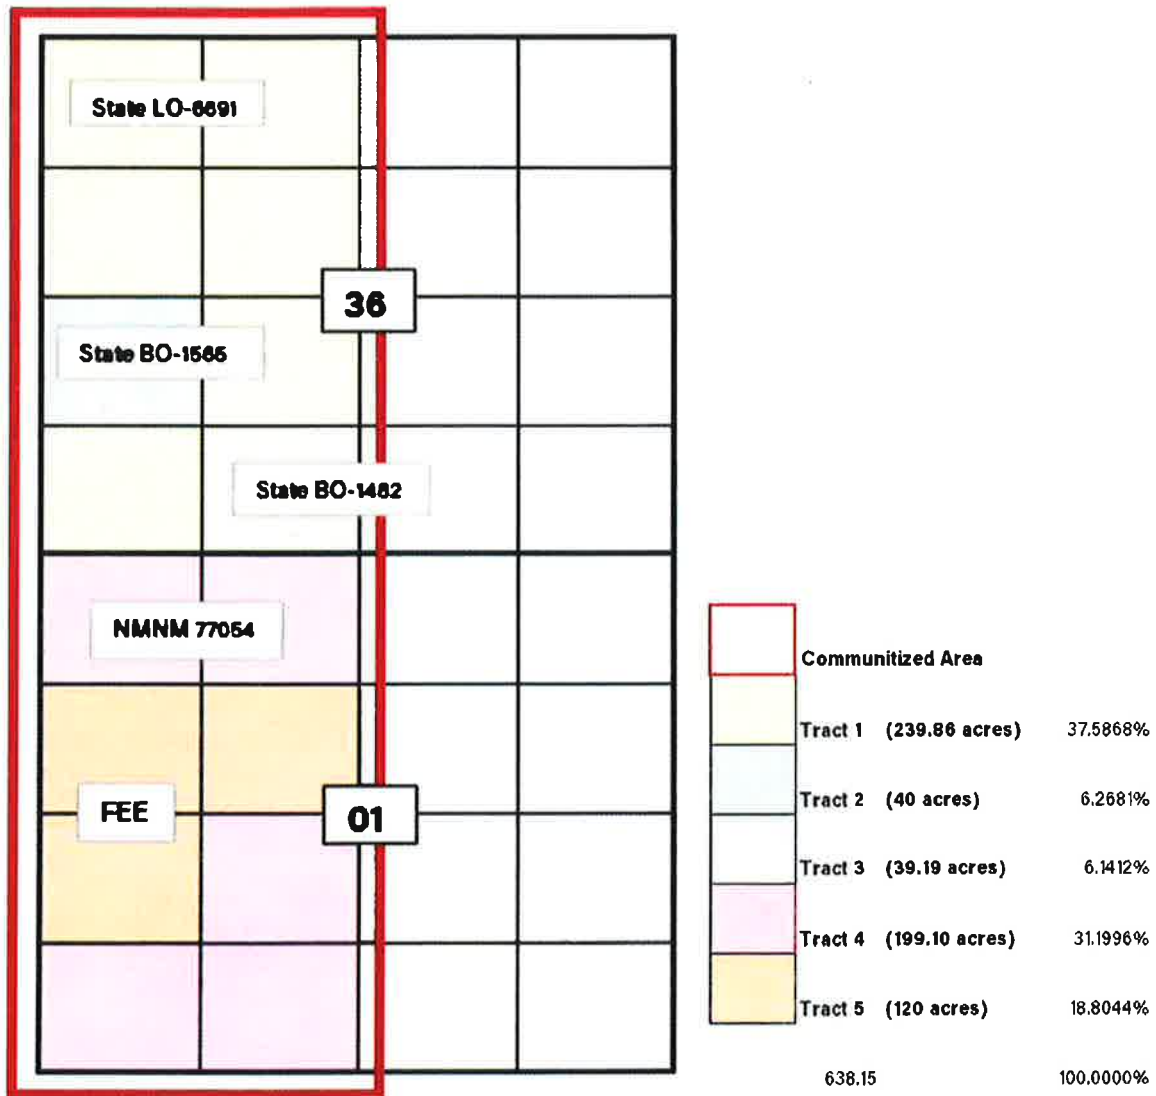 State LO-6691
36
State BO-1565
State BO-1482
NMNM 77054
FEE
01
Communitized Area
Tract 1 (239.86 acres) 37.5868%
Tract 2 (40 acres) 6.2681%
Tract 3 (39.19 acres) 6.1412%
Tract 4 (199.10 acres) 31.1996%
Tract 5 (120 acres) 18.8044%
638.15 100.0000%